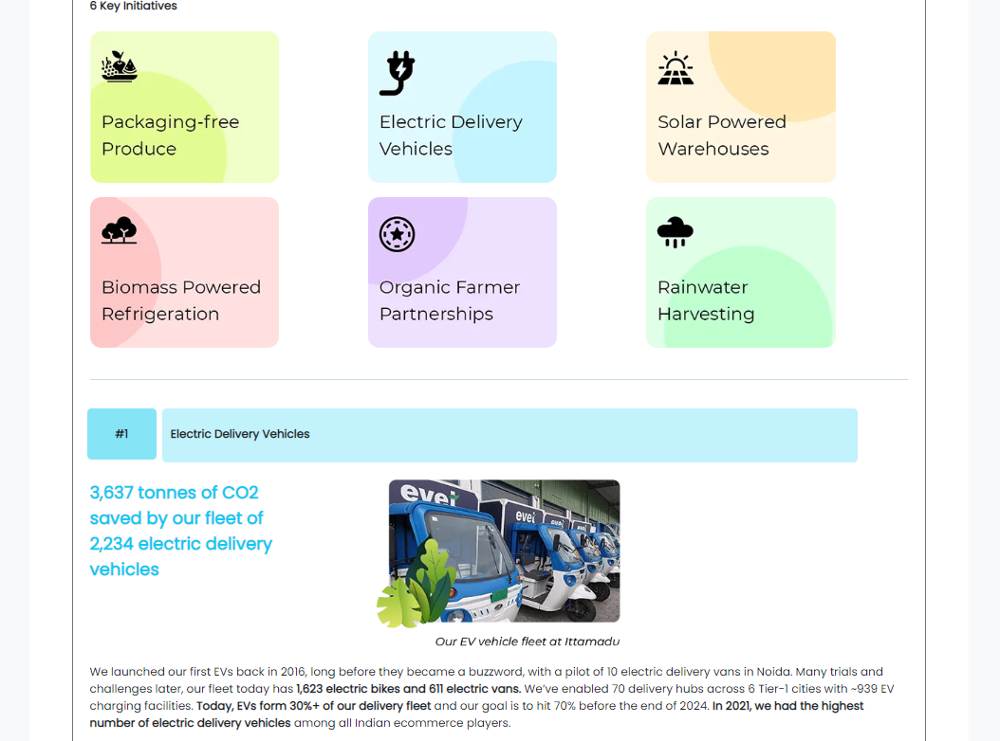 6 Key Initiatives
Packaging-free
Produce
Electric Delivery
Vehicles
Solar Powered
Warehouses
Biomass Powered
Refrigeration
Organic Farmer
Partnerships
Rainwater
Harvesting
#1
Electric Delivery Vehicles
3,637 tonnes of CO2
saved by our fleet of
2,234 electric delivery
vehicles
evei
evei
Our EV vehicle fleet at Ittamadu
We launched our first EVs back in 2016, long before they became a buzzword, with a pilot of 10 electric delivery vans in Noida. Many trials and
challenges later, our fleet today has 1,623 electric bikes and 611 electric vans. We've enabled 70 delivery hubs across 6 Tier-1 cities with ~939 EV
charging facilities. Today, EVs form 30%+ of our delivery fleet and our goal is to hit 70% before the end of 2024. In 2021, we had the highest
number of electric delivery vehicles among all Indian ecommerce players.